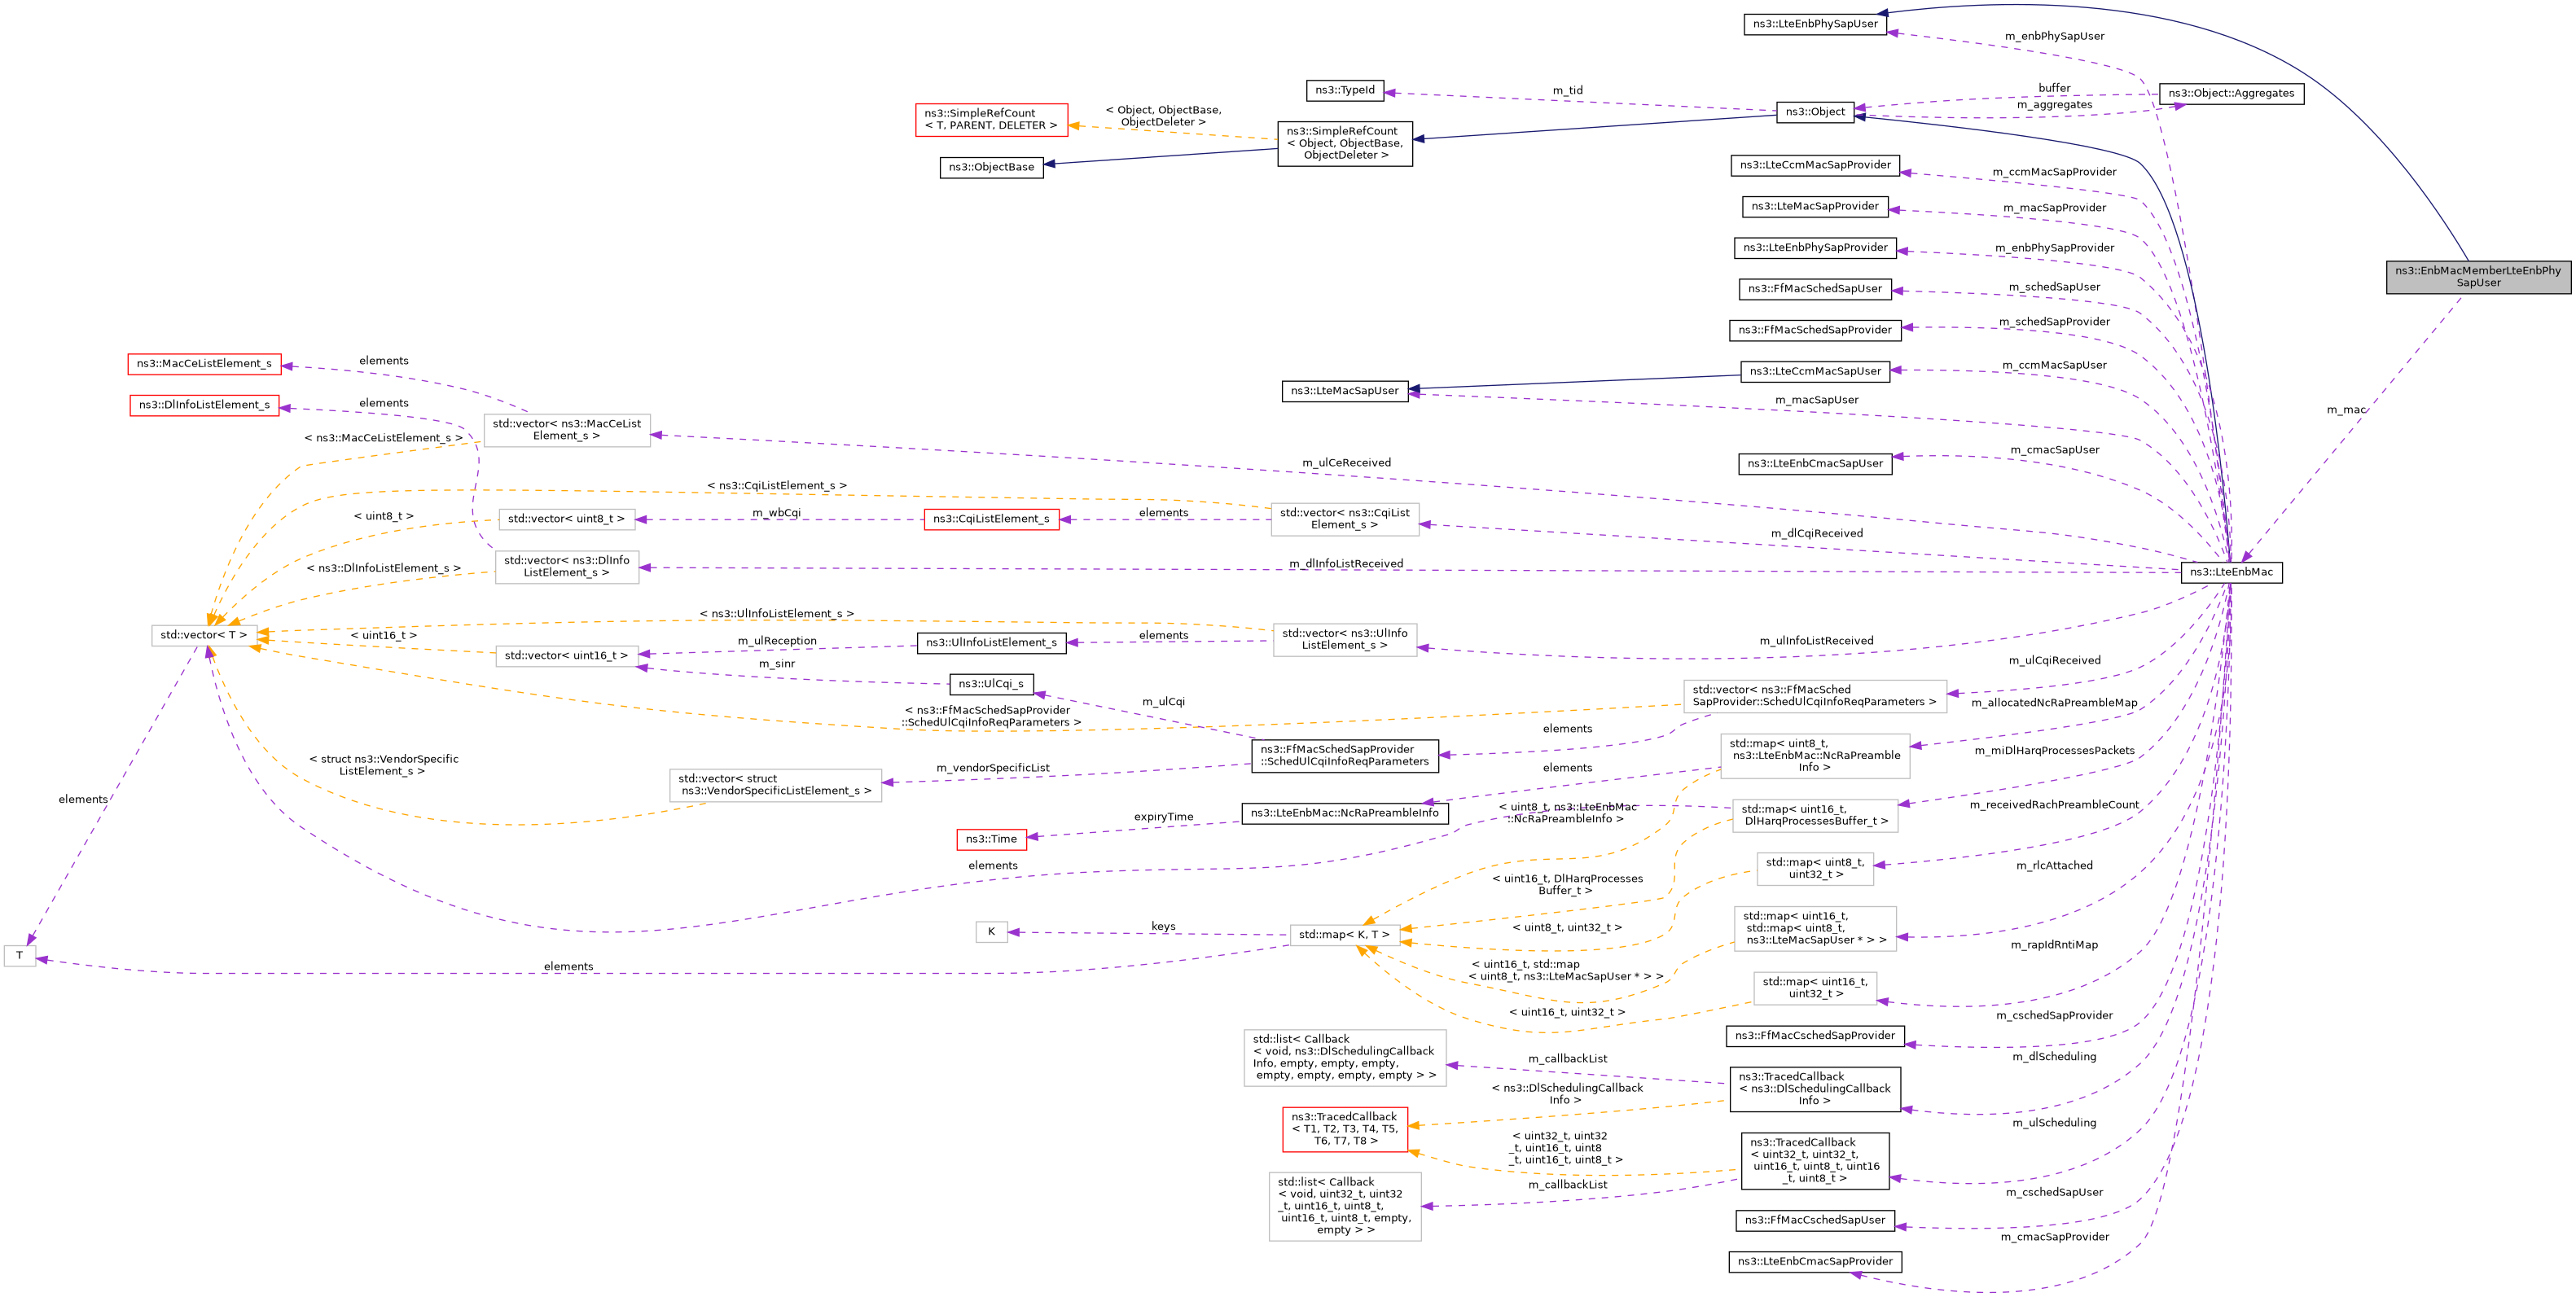 ns3::LteEnbPhySapUser
m_enbPhySapUser
ns3::TypeId
m_tid
buffer
ns3::Object::Aggregates
m_aggregates
ns3::Object
ns3::SimpleRefCount
< T, PARENT, DELETER >
< Object, ObjectBase,
ObjectDeleter >
ns3::SimpleRefCount
< Object, ObjectBase,
ObjectDeleter >
ns3::ObjectBase
ns3::LteCcmMacSapProvider
m_ccmMacSapProvider
ns3::LteMacSapProvider
m_macSapProvider
ns3::LteEnbPhySapProvider
m_enbPhySapProvider
ns3::EnbMacMemberLteEnbPhy
SapUser
ns3::FfMacSchedSapUser
m_schedSapUser
ns3::FfMacSchedSapProvider
m_schedSapProvider
ns3::MacCeListElement_s
elements
ns3::LteCcmMacSapUser
m_ccmMacSapUser
ns3::LteMacSapUser
m_macSapUser
ns3::DlInfoListElement_s
elements
m_mac
std::vector< ns3::MacCeList
Element_s >
< ns3::MacCeListElement_s >
m_ulCeReceived
ns3::LteEnbCmacSapUser
m_cmacSapUser
< ns3::CqiListElement_s >
< uint8_t >
std::vector< uint8_t >
m_wbCqi
ns3::CqiListElement_s
elements
std::vector< ns3::CqiList
Element_s >
m_dlCqiReceived
< ns3::DlInfoListElement_s >
std::vector< ns3::DlInfo
ListElement_s >
m_dlInfoListReceived
ns3::LteEnbMac
< ns3::UlInfoListElement_s >
std::vector< T >
< uint16_t >
m_ulReception
ns3::UlInfoListElement_s
elements
std::vector< ns3::UlInfo
ListElement_s >
m_ulInfoListReceived
std::vector< uint16_t >
m_sinr
ns3::UlCqi_s
m_ulCqiReceived
m_ulCqi
std::vector< ns3::FfMacSched
SapProvider::SchedUlCqiInfoReqParameters >
m_allocatedNcRaPreambleMap
< ns3::FfMacSchedSapProvider
::SchedUlCqiInfoReqParameters >
elements
ns3::FfMacSchedSapProvider
::SchedUlCqiInfoReqParameters
std::map< uint8_t,
ns3::LteEnbMac::NcRaPreamble
Info >
m_miDlHarqProcessesPackets
< struct ns3::VendorSpecific
ListElement_s >
m_vendorSpecificList
std::vector< struct
ns3::VendorSpecificListElement_s >
elements
elements
< uint8_t, ns3::LteEnbMac
::NcRaPreambleInfo >
ns3::LteEnbMac::NcRaPreambleInfo
expiryTime
ns3::Time
std::map< uint16_t,
DlHarqProcessesBuffer_t >
m_receivedRachPreambleCount
elements
std::map< uint8_t,
uint32_t >
m_rlcAttached
< uint16_t, DlHarqProcesses
Buffer_t >
K
keys
std::map< K, T >
< uint8_t, uint32_t >
std::map< uint16_t,
std::map< uint8_t,
ns3::LteMacSapUser * > >
m_rapIdRntiMap
T
elements
< uint16_t, std::map
< uint8_t, ns3::LteMacSapUser * > >
std::map< uint16_t,
uint32_t >
< uint16_t, uint32_t >
m_cschedSapProvider
ns3::FfMacCschedSapProvider
std::list< Callback
< void, ns3::DlSchedulingCallback
Info, empty, empty, empty,
empty, empty, empty, empty > >
m_callbackList
m_dlScheduling
ns3::TracedCallback
< ns3::DlSchedulingCallback
Info >
< ns3::DlSchedulingCallback
Info >
ns3::TracedCallback
< T1, T2, T3, T4, T5,
T6, T7, T8 >
m_ulScheduling
< uint32_t, uint32
_t, uint16_t, uint8
_t, uint16_t, uint8_t >
ns3::TracedCallback
< uint32_t, uint32_t,
uint16_t, uint8_t, uint16
_t, uint8_t >
std::list< Callback
< void, uint32_t, uint32
_t, uint16_t, uint8_t,
uint16_t, uint8_t, empty,
empty > >
m_callbackList
m_cschedSapUser
ns3::FfMacCschedSapUser
m_cmacSapProvider
ns3::LteEnbCmacSapProvider